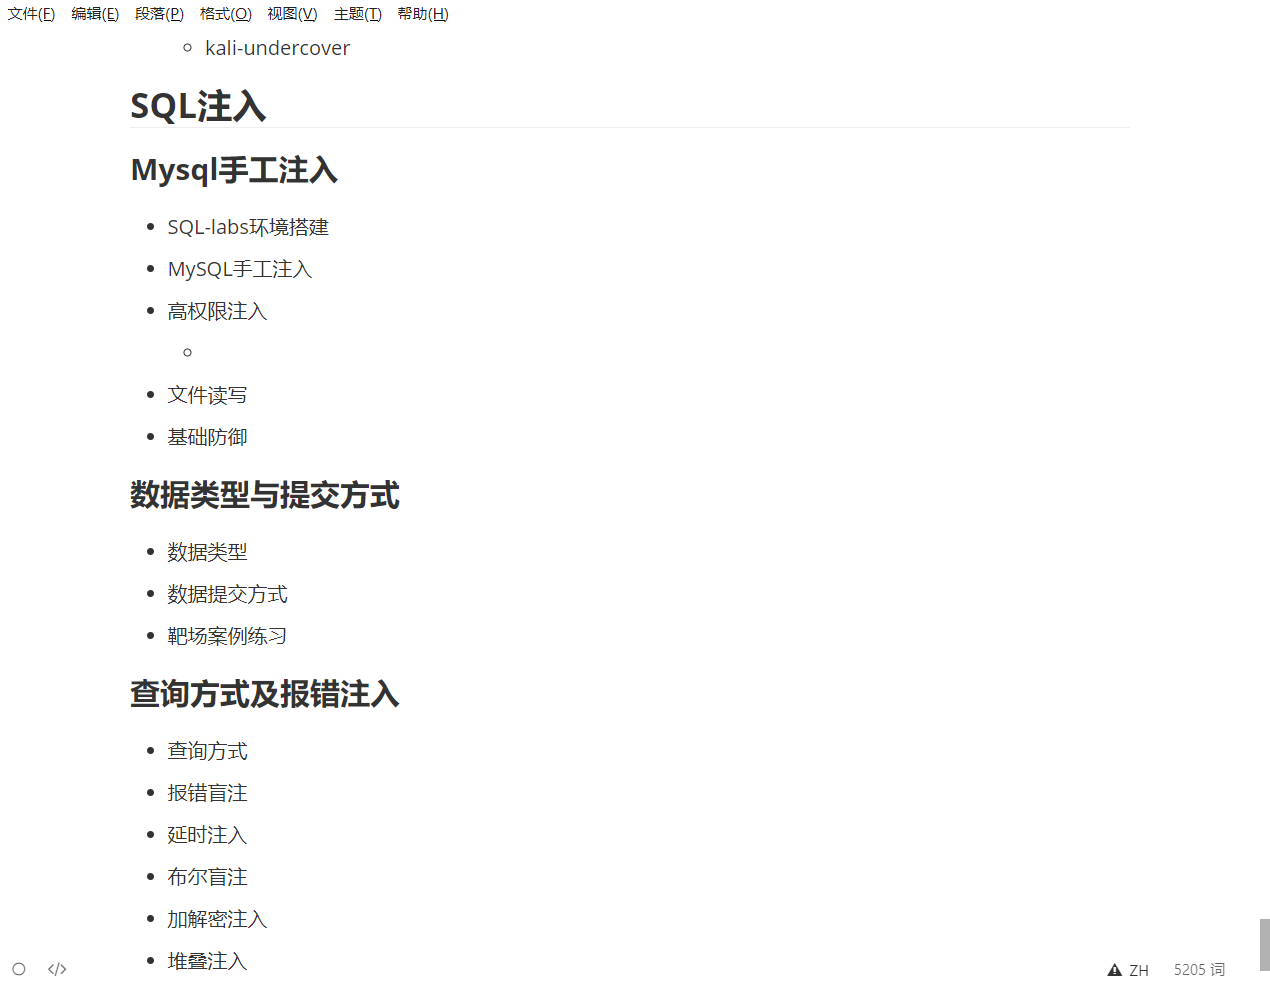 文件(F) 编辑(E) 段落(P) 格式(O) 视图(V) 主题(T) 帮助(H)
kali-undercover
SQL注入
Mysql手工注入
SQL-labs环境搭建
MySQL手工注入
高权限注入
文件读写
基础防御
数据类型与提交方式
数据类型
数据提交方式
靶场案例练习
查询方式及报错注入
查询方式
报错盲注
延时注入
布尔盲注
加解密注入
堆叠注入
ZH 5205 词